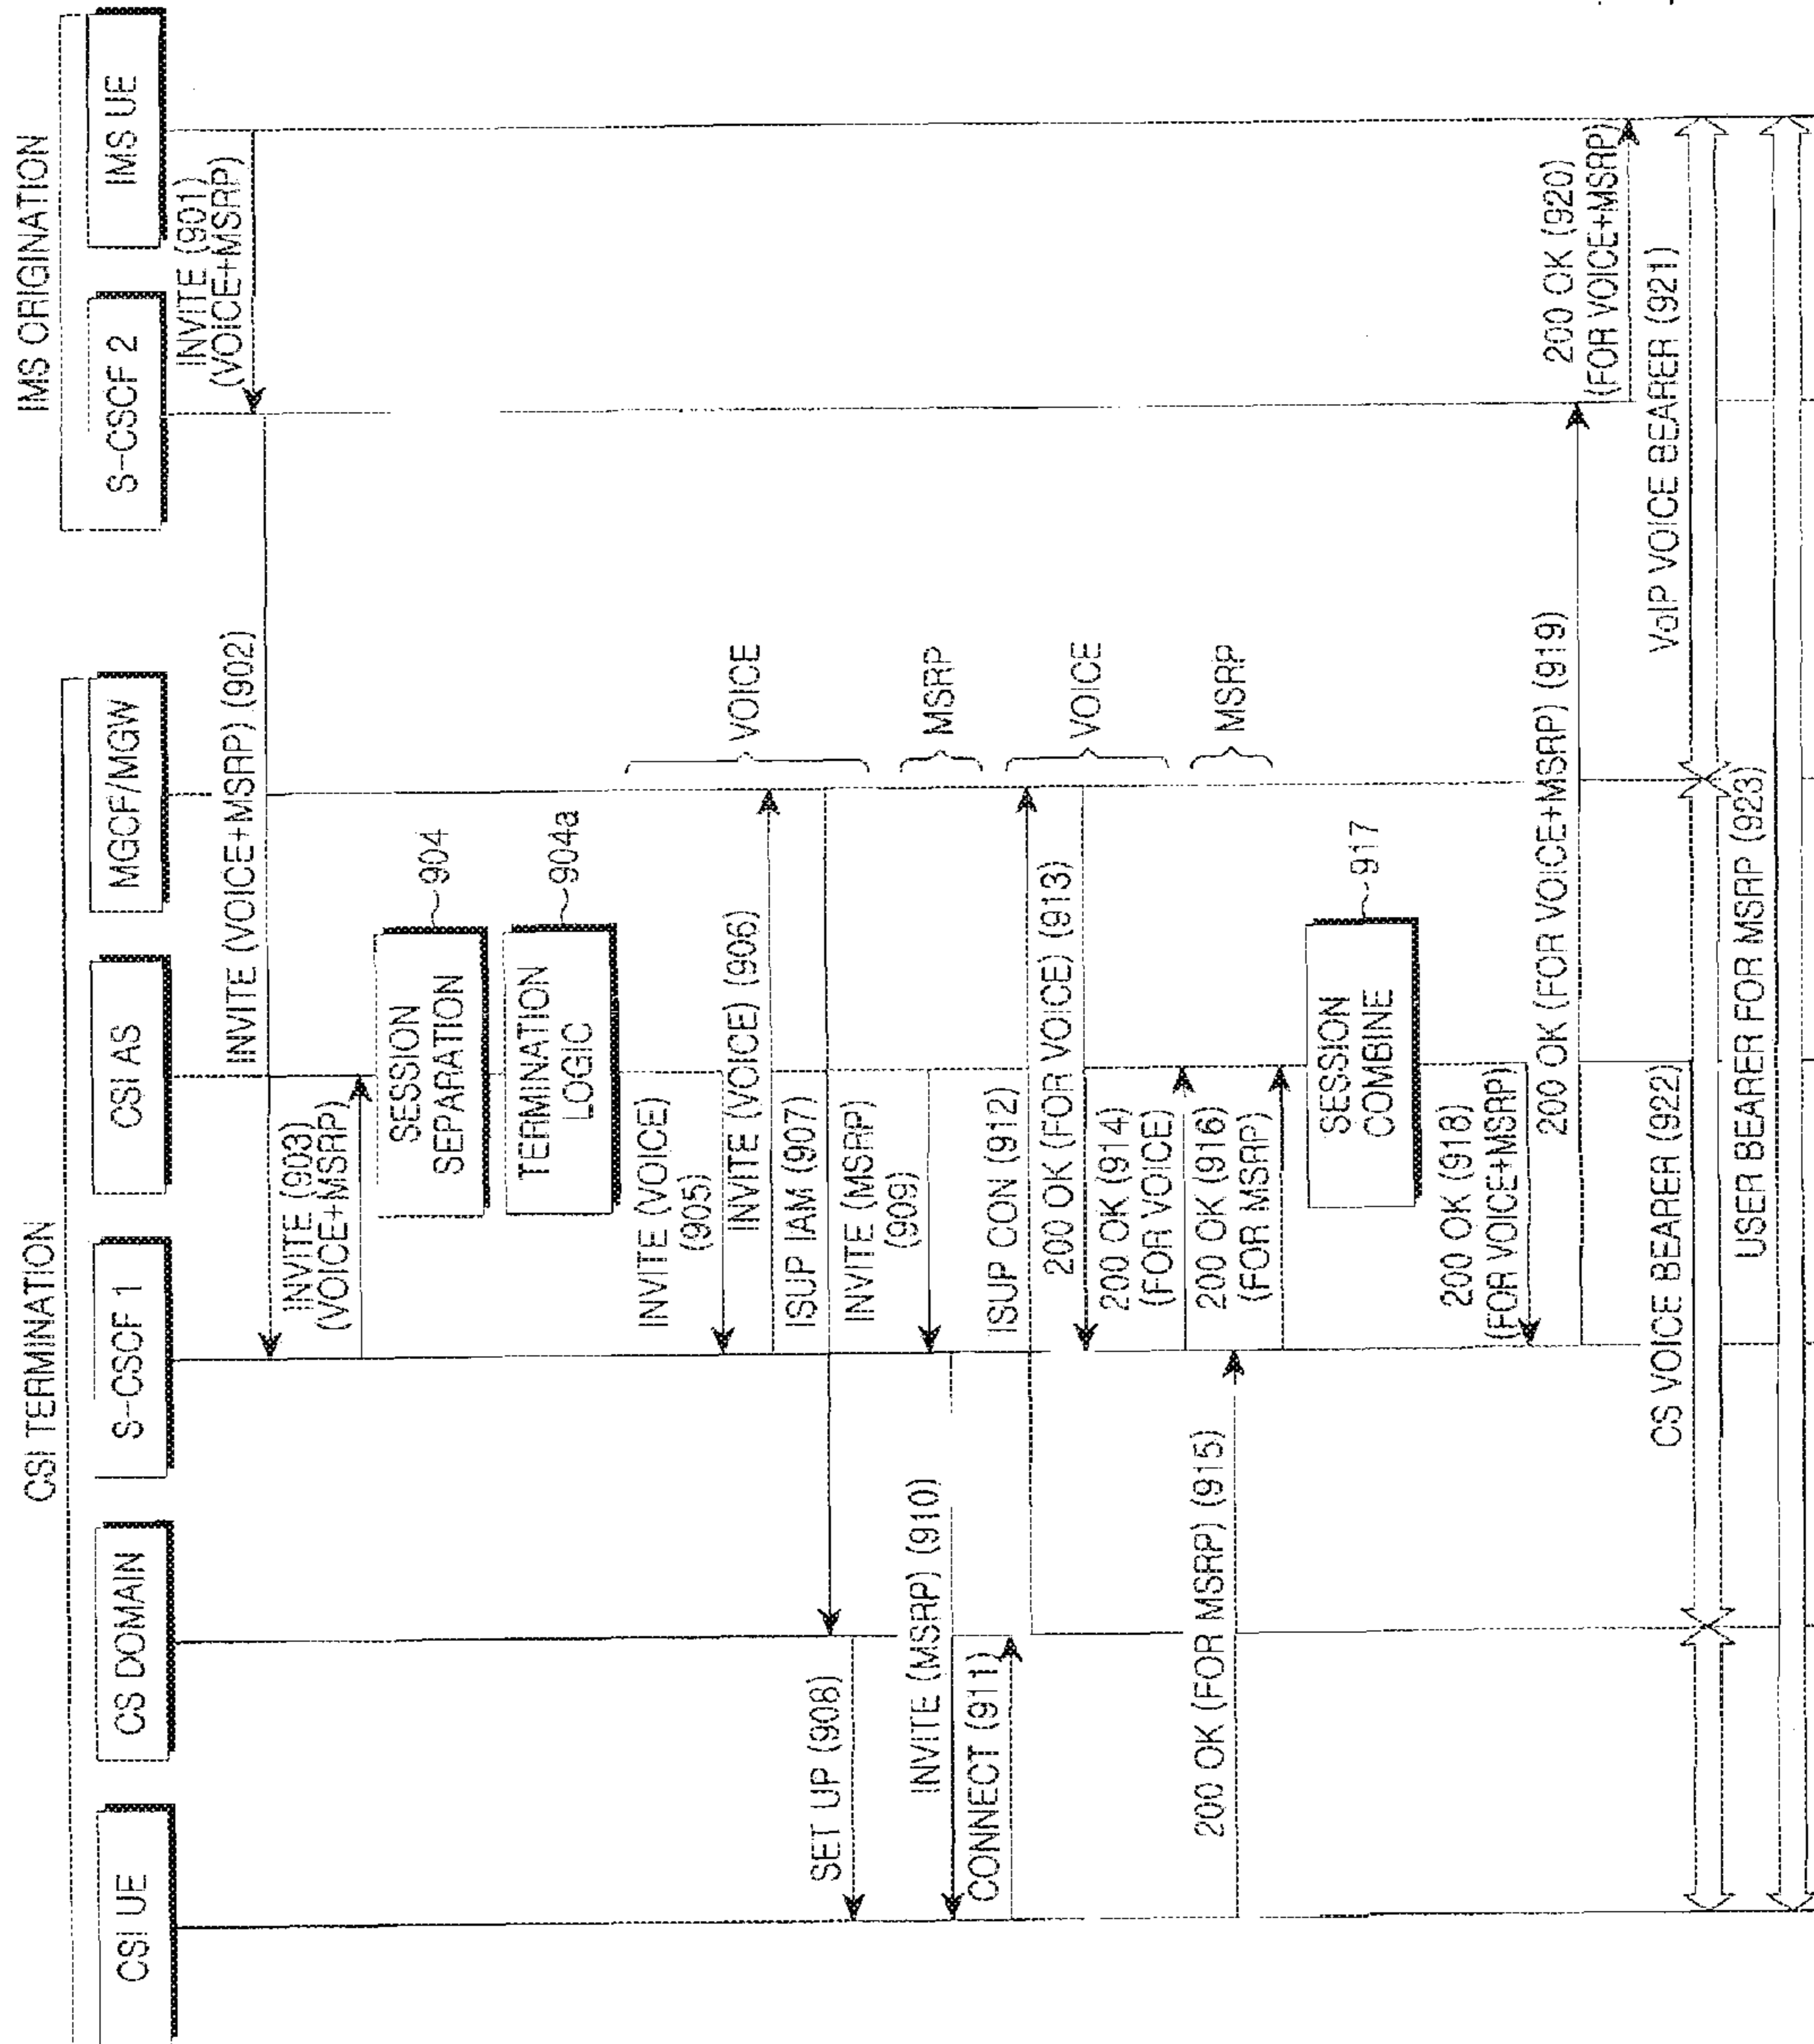 CSI TERMINATION
IMS ORIGINATION
CSI UE
CS DOMAIN
S-CSCF 1
CSI AS
MGCF/MGW
S-CSCF 2
IMS UE
INVITE (901)
(VOICE+MSRP)
INVITE (VOICE+MSRP) (902)
INVITE (903)
(VOICE+MSRP)
SESSION
SEPARATION
904
TERMINATION
LOGIC
904a
INVITE (VOICE)
(905)
INVITE (VOICE) (906)
ISUP IAM (907)
SET UP (908)
VOICE
INVITE (MSRP)
(909)
INVITE (MSRP) (910)
MSRP
CONNECT (911)
ISUP CON (912)
200 OK (FOR VOICE) (913)
200 OK (914)
(FOR VOICE)
VOICE
200 OK (FOR MSRP) (915)
200 OK (916)
(FOR MSRP)
MSRP
SESSION
COMBINE
917
200 OK (918)
(FOR VOICE+MSRP)
200 OK (FOR VOICE+MSRP) (919)
200 OK (920)
(FOR VOICE+MSRP)
VoIP VOICE BEARER (921)
CS VOICE BEARER (922)
USER BEARER FOR MSRP (923)